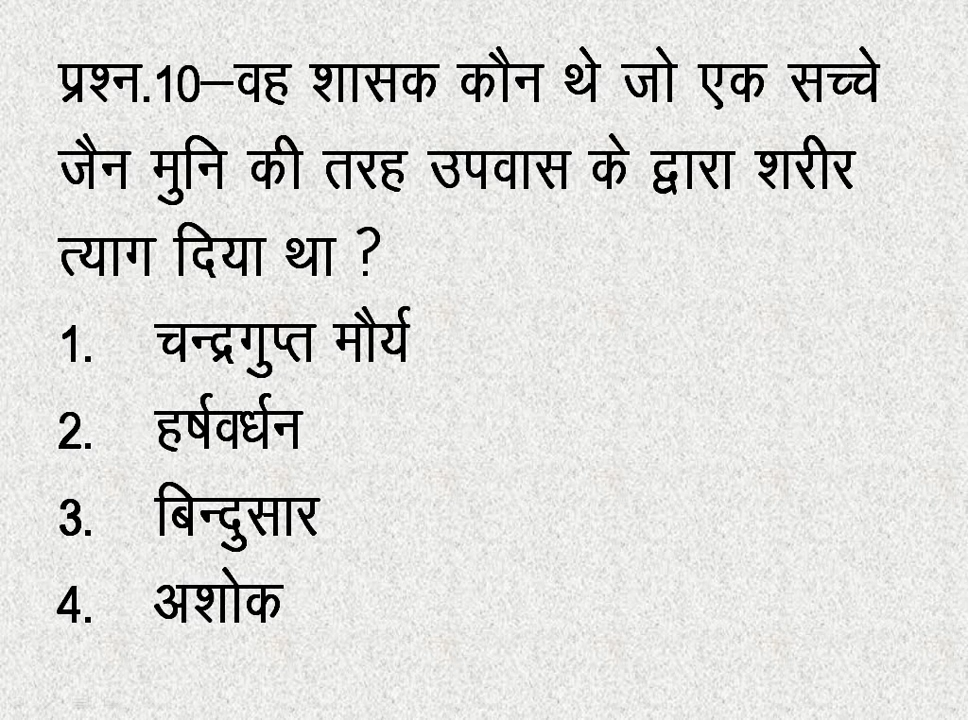 प्रश्न.10–वह शासक कौन थे जो एक सच्चे
जैन मुनि की तरह उपवास के द्वारा शरीर
त्याग दिया था ?
1. चन्द्रगुप्त मौर्य
2. हर्षवर्धन
3. बिन्दुसार
4. अशोक